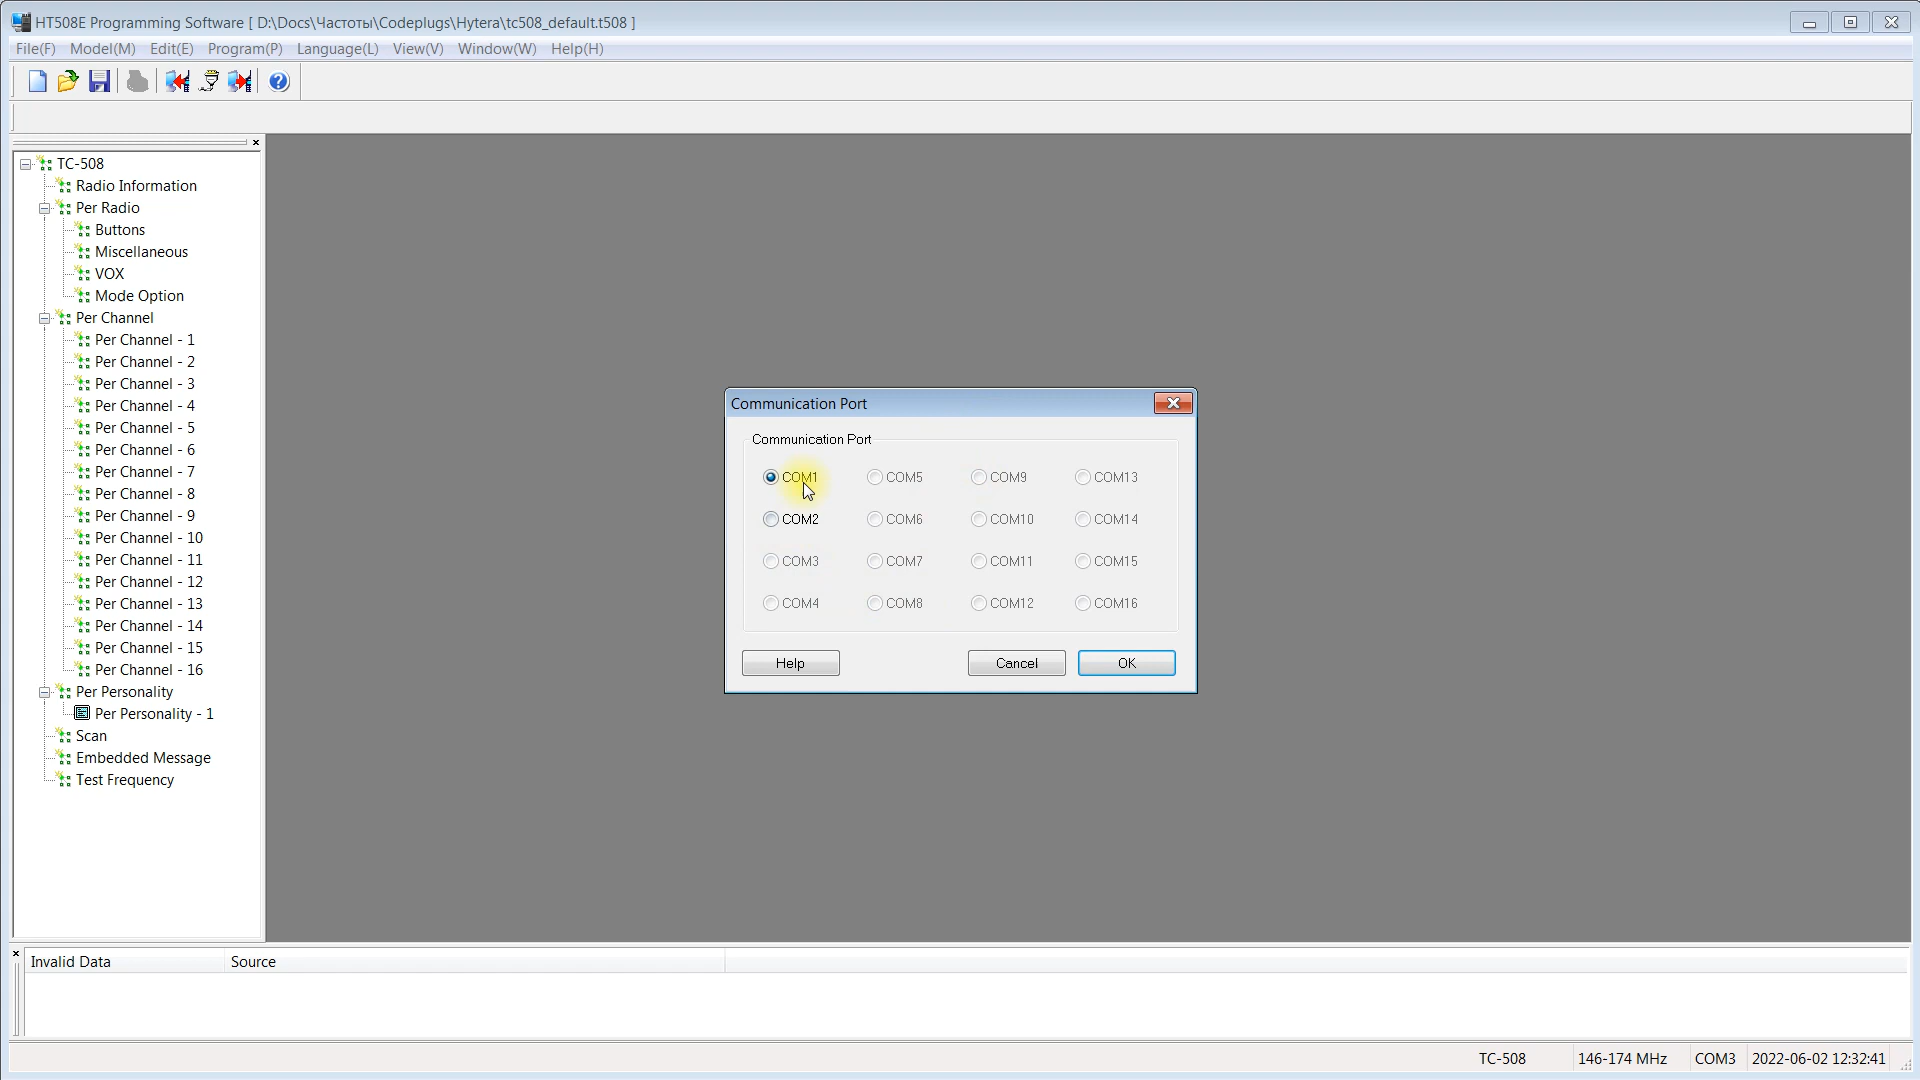 HT508E Programming Software [ D:\Docs\Частоты\Codeplugs\Hytera\tc508_default.t508 ]
File(F) Model(M) Edit(E) Program(P) Language(L) View(V) Window(W) Help(H)
TC-508
Radio Information
Per Radio
Buttons
Miscellaneous
VOX
Mode Option
Per Channel
Per Channel - 1
Per Channel - 2
Per Channel - 3
Per Channel - 4
Per Channel - 5
Per Channel - 6
Per Channel - 7
Per Channel - 8
Per Channel - 9
Per Channel - 10
Per Channel - 11
Per Channel - 12
Per Channel - 13
Per Channel - 14
Per Channel - 15
Per Channel - 16
Per Personality
Per Personality - 1
Scan
Embedded Message
Test Frequency
Communication Port
Communication Port
COM1 COM5 COM9 COM13
COM2 COM6 COM10 COM14
COM3 COM7 COM11 COM15
COM4 COM8 COM12 COM16
Help Cancel OK
Invalid Data Source
TC-508 146-174 MHz COM3 2022-06-02 12:32:41